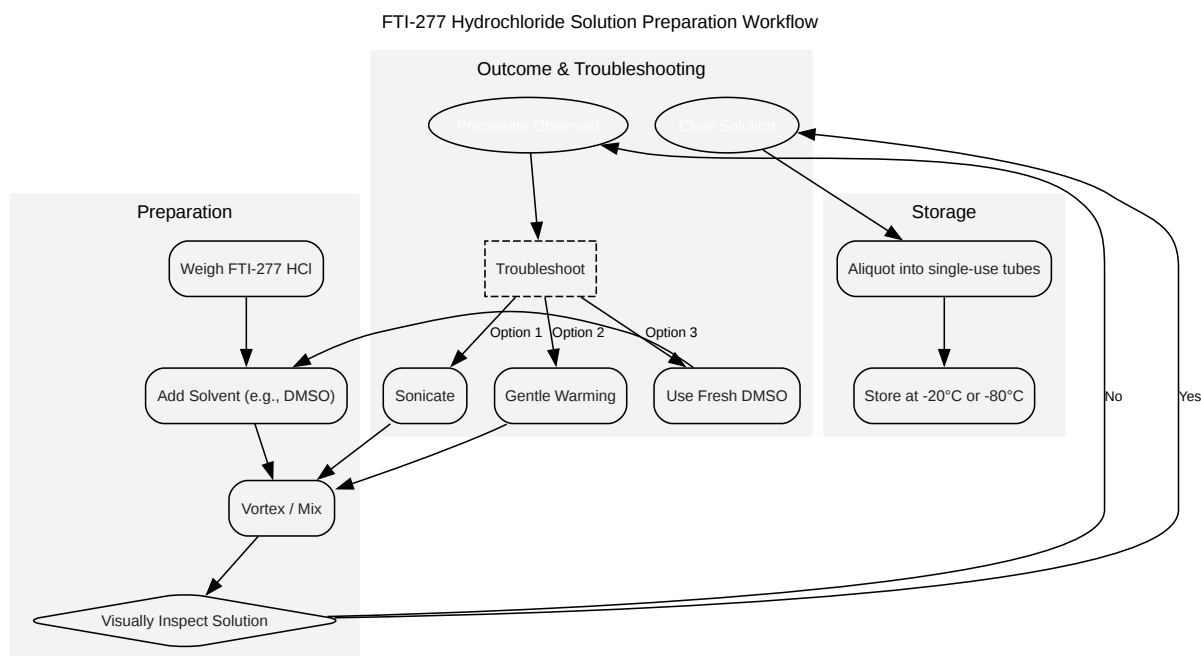 FTI-277 Hydrochloride Solution Preparation Workflow
Outcome & Troubleshooting
Precipitate Observed
Clear Solution
Preparation
Storage
Weigh FTI-277 HCl
Troubleshoot
Aliquot into single-use tubes
Option 1
Option 2
Option 3
Add Solvent (e.g., DMSO)
Sonicate
Gentle Warming
Use Fresh DMSO
Store at -20°C or -80°C
No
Yes
Vortex / Mix
Visually Inspect Solution